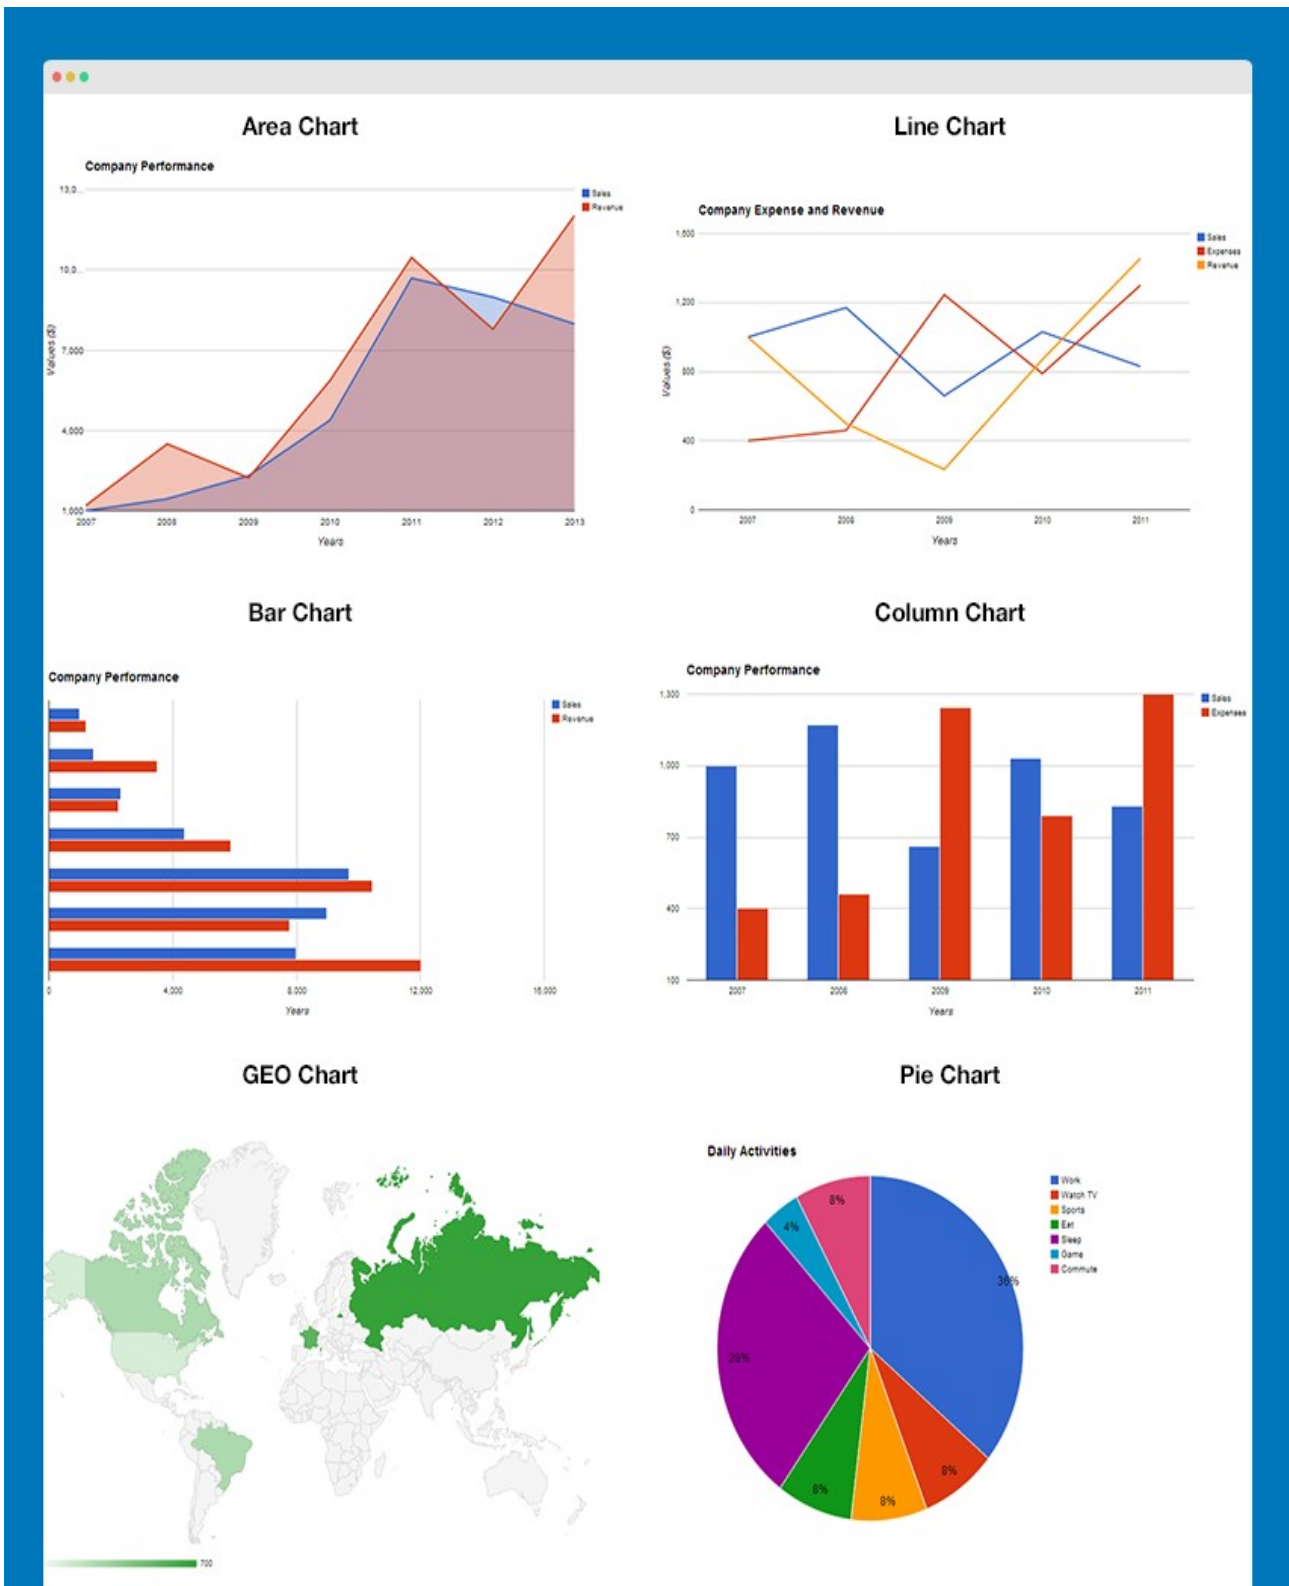 Area Chart
Company Performance
13,0...
10,0...
7,000
4,000
1,000
Values ($)
2007 2008 2009 2010 2011 2012 2013
Years
Sales
Revenue
Line Chart
Company Expense and Revenue
1,600
1,200
800
400
0
Values ($)
2007 2008 2009 2010 2011
Years
Sales
Expenses
Revenue
Bar Chart
Company Performance
Sales
Revenue
0 4,000 8,000 12,000 16,000
Years
Column Chart
Company Performance
1,300
1,000
700
400
100
2007 2008 2009 2010 2011
Years
Sales
Expenses
GEO Chart
700
Pie Chart
Daily Activities
Work
Watch TV
Sports
Eat
Sleep
Game
Commute
8%
4%
36%
28%
8%
8%
8%